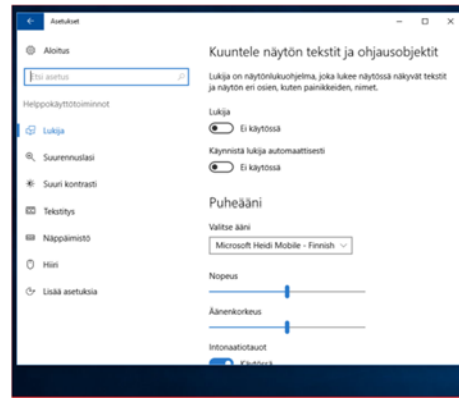 Asetukset
Aloitus
Etsi asetus
Helppokäyttötoiminnot
Lukija
Suurennuslasi
Suuri kontrasti
Tekstitys
Näppäimistö
Hiiri
Lisää asetuksia
Kuuntele näytön tekstit ja ohjausobjektit
Lukija on näytönlukuohjelma, joka lukee näytössä näkyvät tekstit
ja näytön eri osien, kuten painikkeiden, nimet.
Lukija
Ei käytössä
Käynnistä lukija automaattisesti
Ei käytössä
Puheääni
Valitse ääni
Microsoft Heidi Mobile - Finnish
Nopeus
Äänenkorkeus
Intonaatiotauot
Käytössä